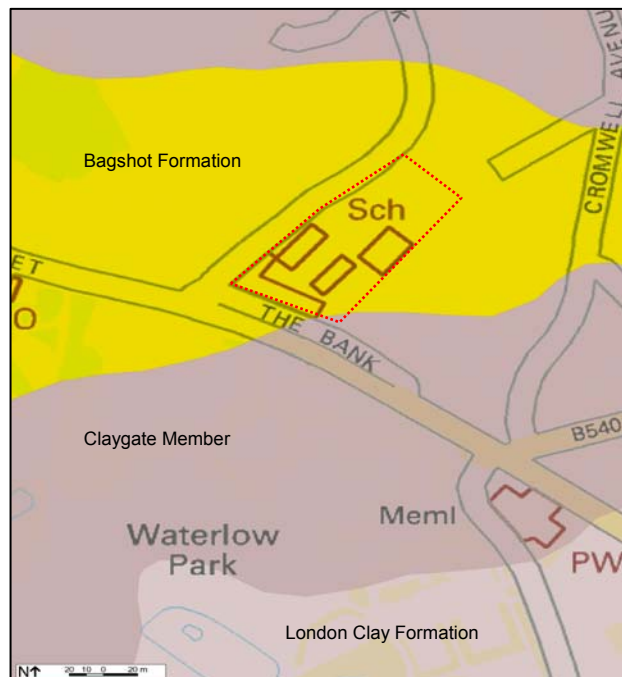 K
CROMWELL AVENU
Bagshot Formation
Sch
ET
O
THE BANK
Claygate Member
B540
Meml
Waterlow
Park
PW
London Clay Formation
N↑
20 10 0 20 m